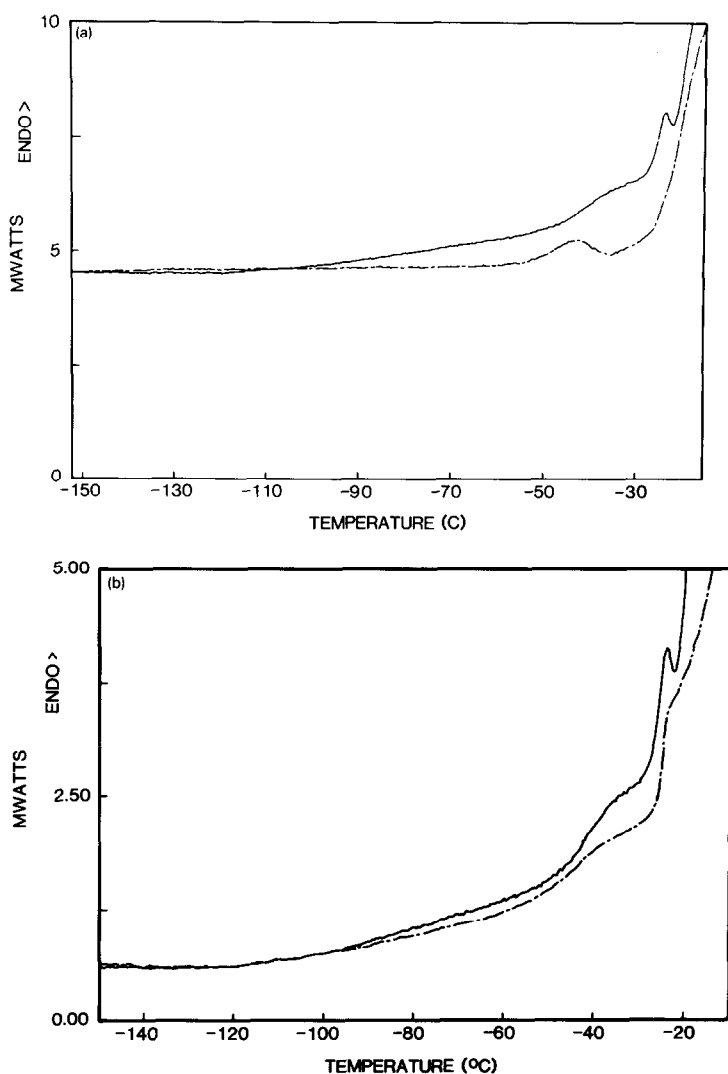 (a)
10
ENDO >
MWATTS
5
0
-150
-130
-110
-90
-70
-50
-30
TEMPERATURE (C)
(b)
5.00
ENDO >
MWATTS
2.50
0.00
-140
-120
-100
-80
-60
-40
-20
TEMPERATURE (ºC)